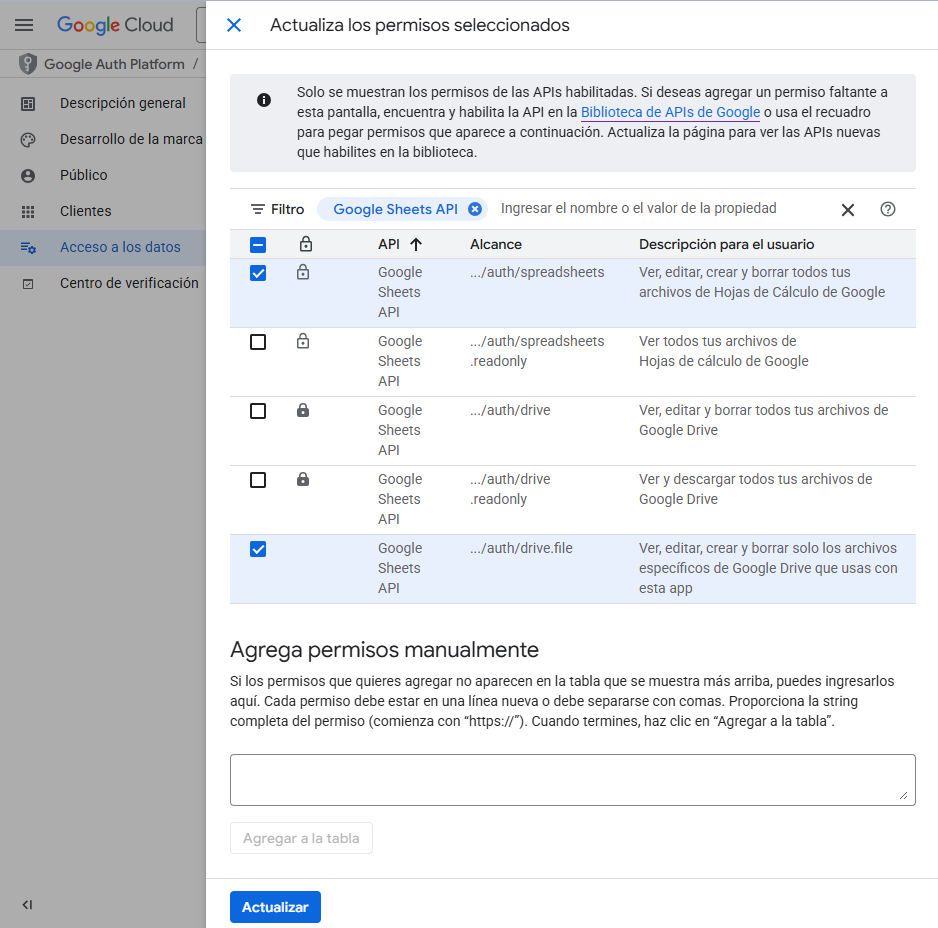 Google Cloud
Actualiza los permisos seleccionados
Google Auth Platform /
Descripción general
Desarrollo de la marca
Público
Clientes
Acceso a los datos
Centro de verificación
Solo se muestran los permisos de las APIs habilitadas. Si deseas agregar un permiso faltante a
esta pantalla, encuentra y habilita la API en la Biblioteca de APIs de Google o usa el recuadro
para pegar permisos que aparece a continuación. Actualiza la página para ver las APIs nuevas
que habilites en la biblioteca.
Filtro Google Sheets API Ingresar el nombre o el valor de la propiedad
API Alcance Descripción para el usuario
Google .../auth/spreadsheets Ver, editar, crear y borrar todos tus
Sheets archivos de Hojas de Cálculo de Google
API
Google .../auth/spreadsheets Ver todos tus archivos de
Sheets .readonly Hojas de cálculo de Google
API
Google .../auth/drive Ver, editar y borrar todos tus archivos de
Sheets Google Drive
API
Google .../auth/drive Ver y descargar todos tus archivos de
Sheets .readonly Google Drive
API
Google .../auth/drive.file Ver, editar, crear y borrar solo los archivos
Sheets específicos de Google Drive que usas con
API esta app
Agrega permisos manualmente
Si los permisos que quieres agregar no aparecen en la tabla que se muestra más arriba, puedes ingresarlos
aquí. Cada permiso debe estar en una línea nueva o debe separarse con comas. Proporciona la string
completa del permiso (comienza con “https://”). Cuando termines, haz clic en “Agregar a la tabla”.
Agregar a la tabla
Actualizar